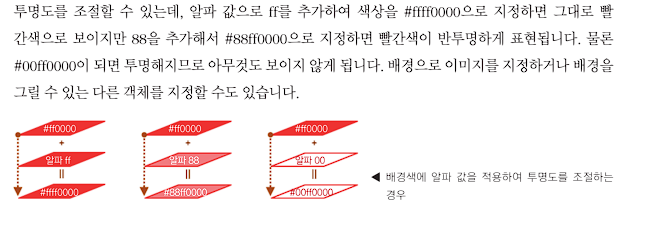 투명도를 조절할 수 있는데, 알파 값으로 ff를 추가하여 색상을 #ffff0000으로 지정하면 그대로 빨
간색으로 보이지만 88을 추가해서 #88ff0000으로 지정하면 빨간색이 반투명하게 표현됩니다. 물론
#00ff0000이 되면 투명해지므로 아무것도 보이지 않게 됩니다. 배경으로 이미지를 지정하거나 배경을
그릴 수 있는 다른 객체를 지정할 수도 있습니다.
#ff0000 #ff0000 #ff0000
+ + +
알파 ff 알파 88 알파 00
= = =
#ffff0000 #88ff0000 #00ff0000
◀ 배경색에 알파 값을 적용하여 투명도를 조절하는
경우